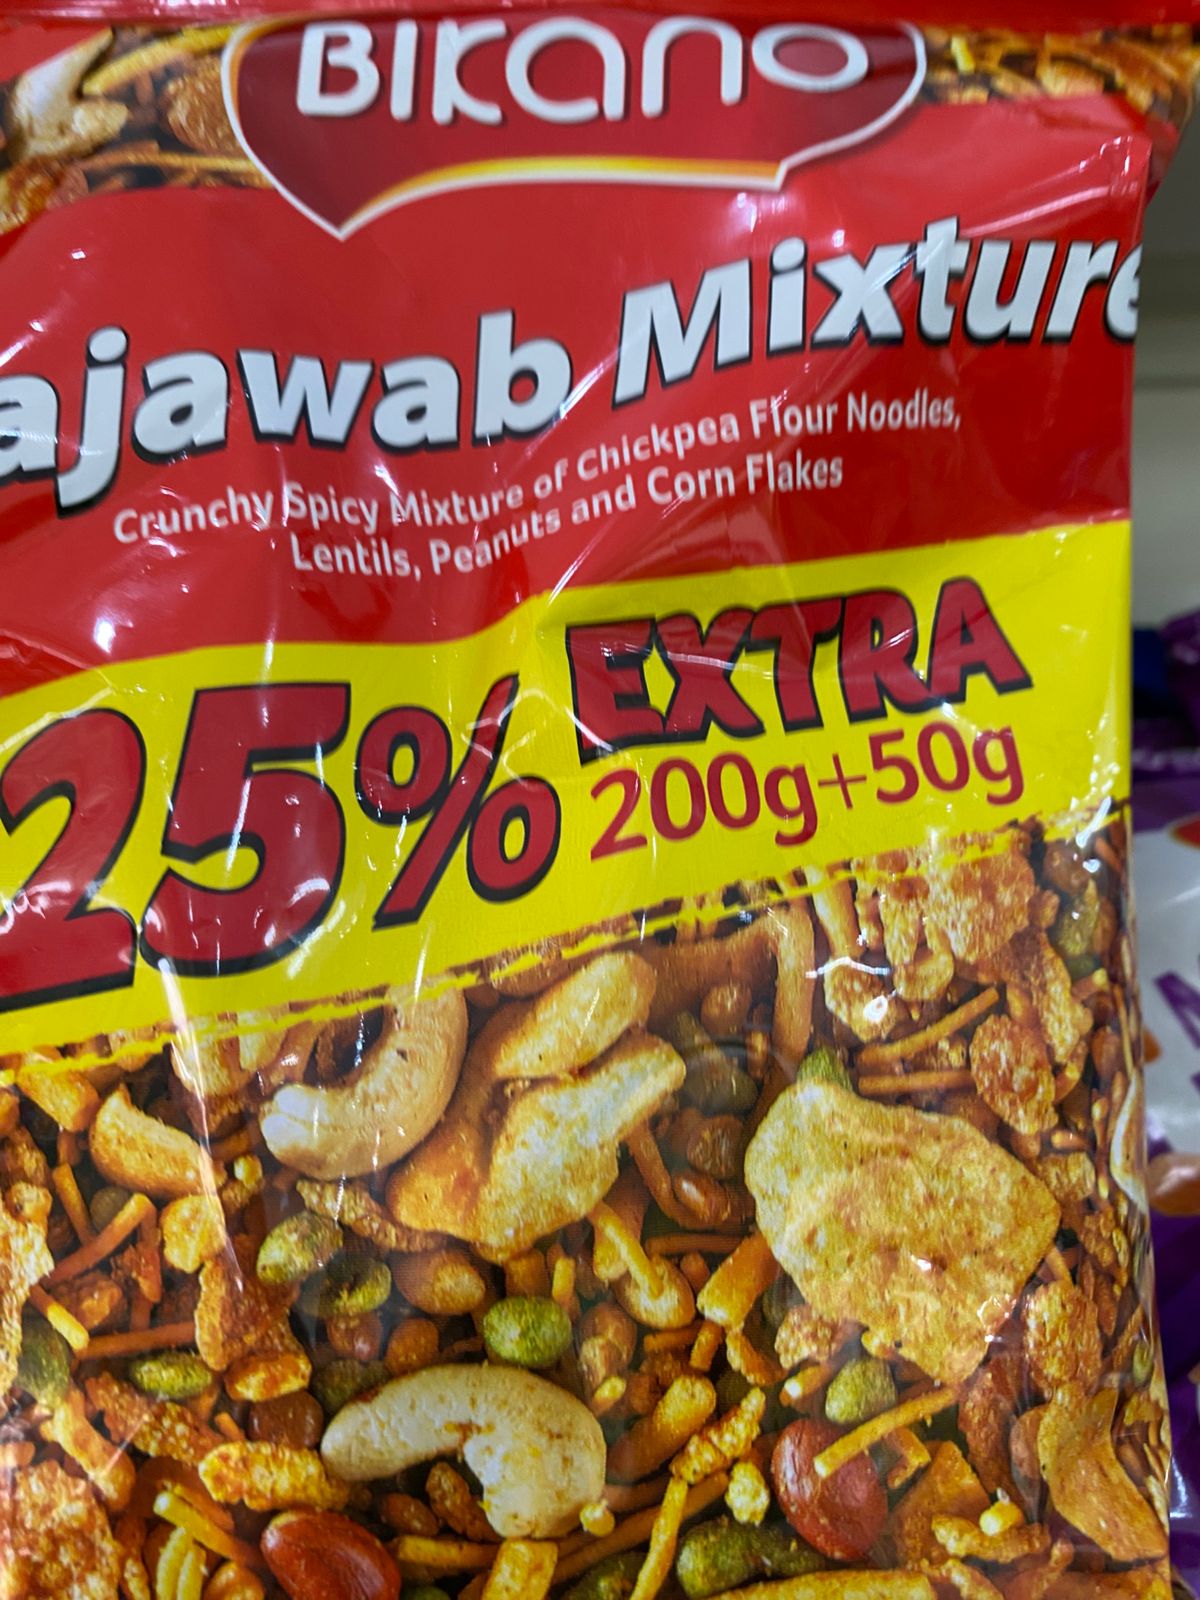 BIKANO
ajawab Mixture
Crunchy Spicy Mixture of Chickpea Flour Noodles,
Lentils, Peanuts and Corn Flakes
25% EXTRA
200g+50g